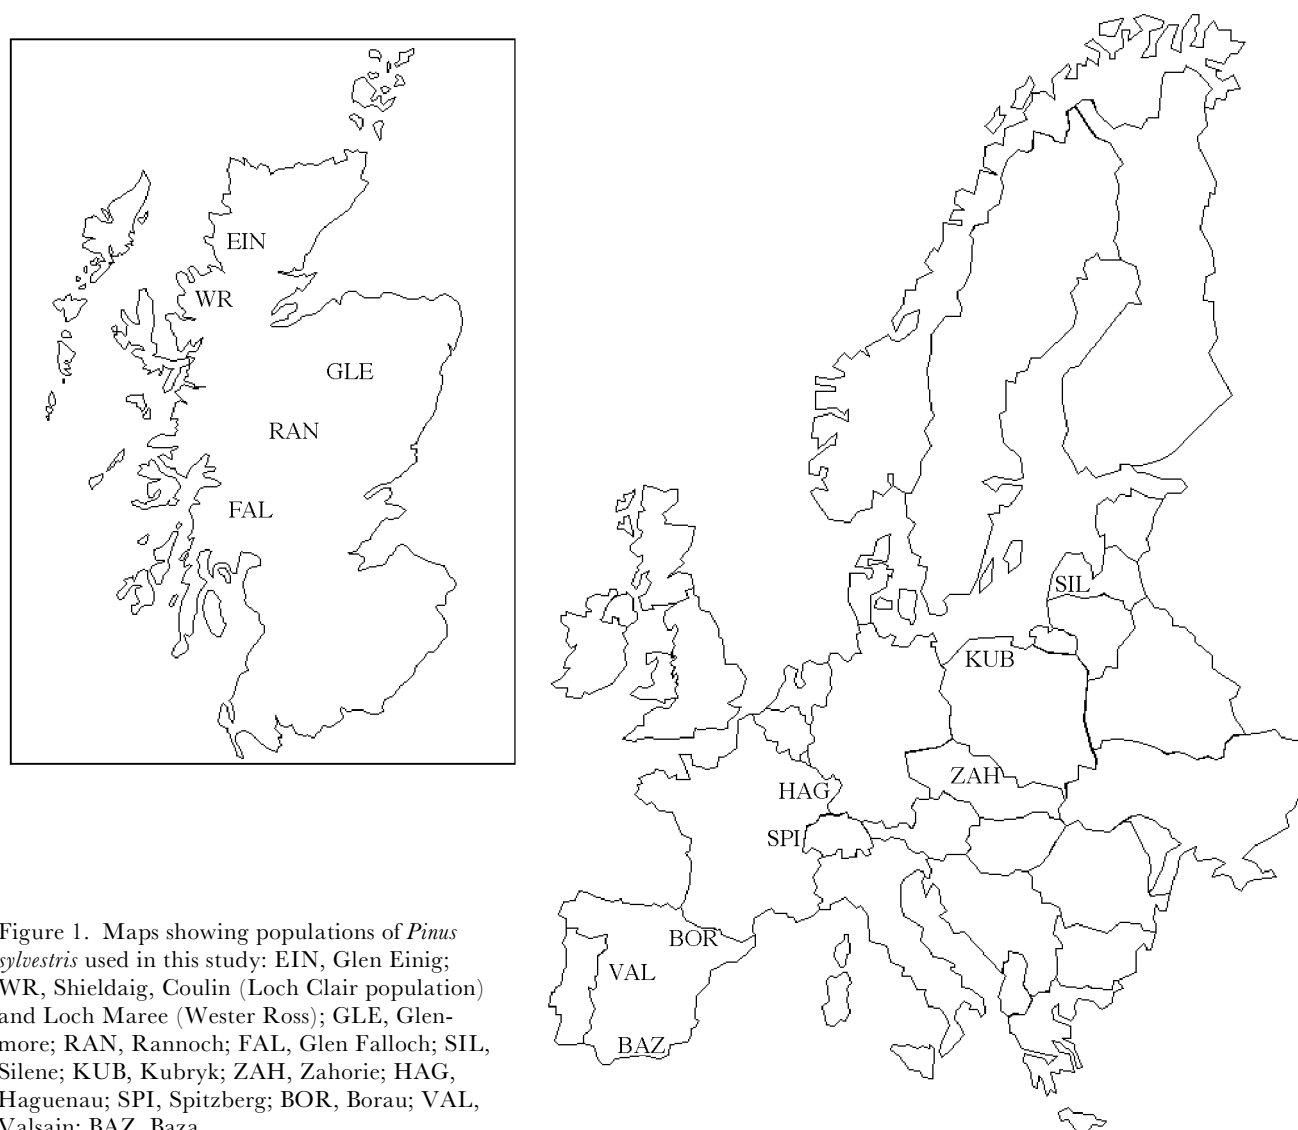 EIN
WR
GLE
RAN
FAL
SIL
KUB
ZAH
HAG
SPI
BOR
VAL
BAZ
Figure 1. Maps showing populations of Pinus
sylvestris used in this study: EIN, Glen Einig;
WR, Shieldaig, Coulin (Loch Clair population)
and Loch Maree (Wester Ross); GLE, Glen-
more; RAN, Rannoch; FAL, Glen Falloch; SIL,
Silene; KUB, Kubryk; ZAH, Zahorie; HAG,
Haguenau; SPI, Spitzberg; BOR, Borau; VAL,
Valsain; BAZ, Baza